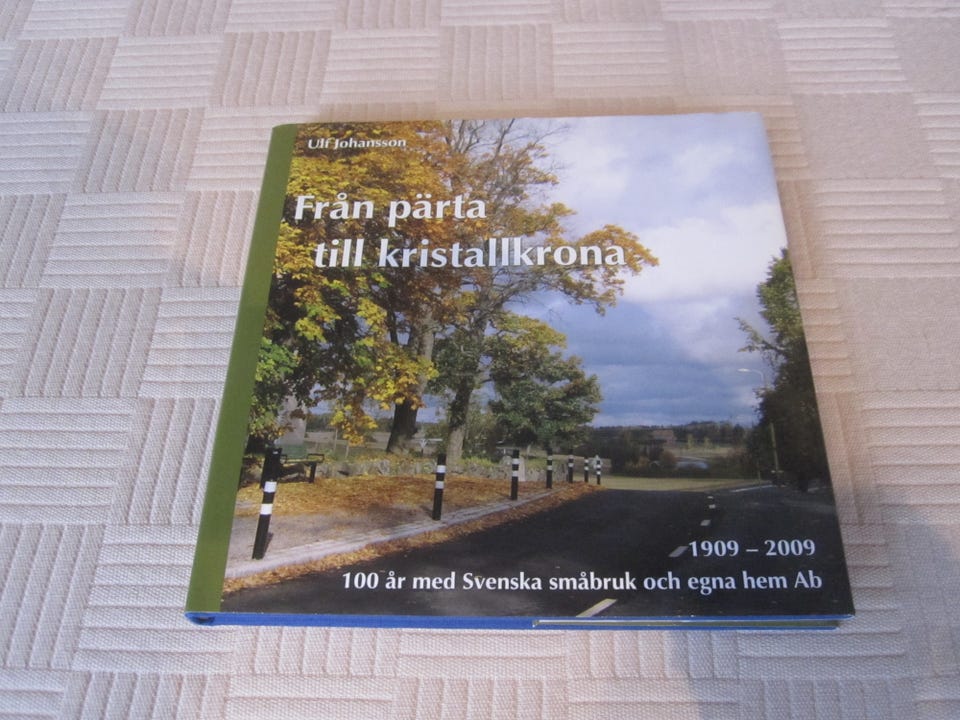 Ulf Johansson
Från pärta
till kristallkrona
1909 – 2009
100 år med Svenska småbruk och egna hem Ab